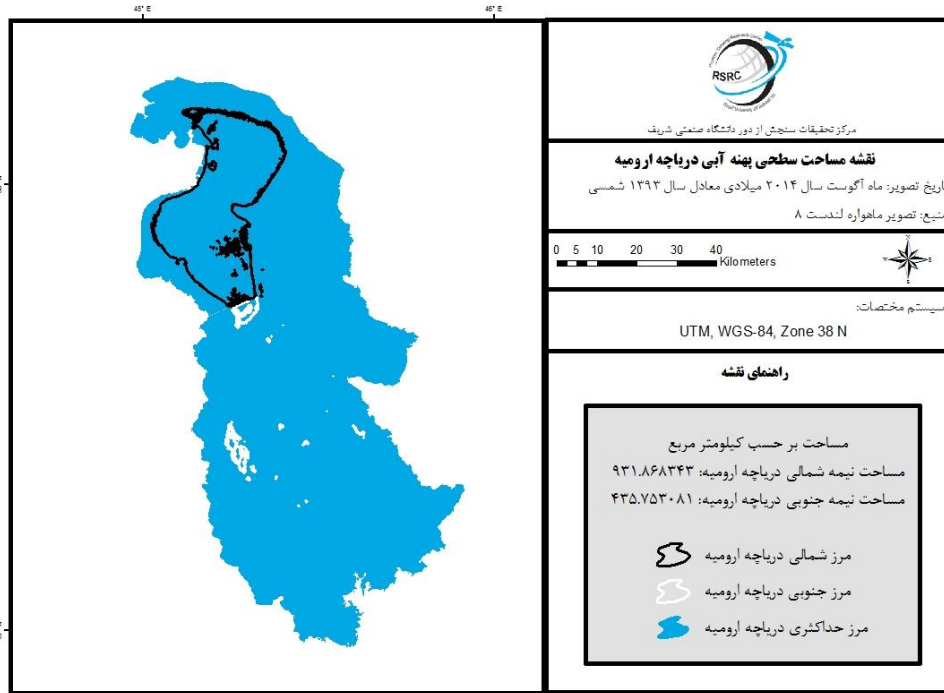 45° E
46° E
RSRC
مرکز تحقیقات سنجش از دور دانشگاه صنعتی شریف
نقشه مساحت سطحی پهنه آبی دریاچه ارومیه
تاریخ تصویر: ماه آگوست سال ۲۰۱۴ میلادی معادل سال ۱۳۹۳ شمسی
منبع: تصویر ماهواره لندست ۸
0 5 10 20 30 40
Kilometers
سیستم مختصات:
UTM, WGS-84, Zone 38 N
راهنمای نقشه
مساحت بر حسب کیلومتر مربع
مساحت نیمه شمالی دریاچه ارومیه: ۹۳۱.۸۶۸۳۴۳
مساحت نیمه جنوبی دریاچه ارومیه: ۴۳۵.۷۵۳۰۸۱
مرز شمالی دریاچه ارومیه
مرز جنوبی دریاچه ارومیه
مرز حداکثری دریاچه ارومیه